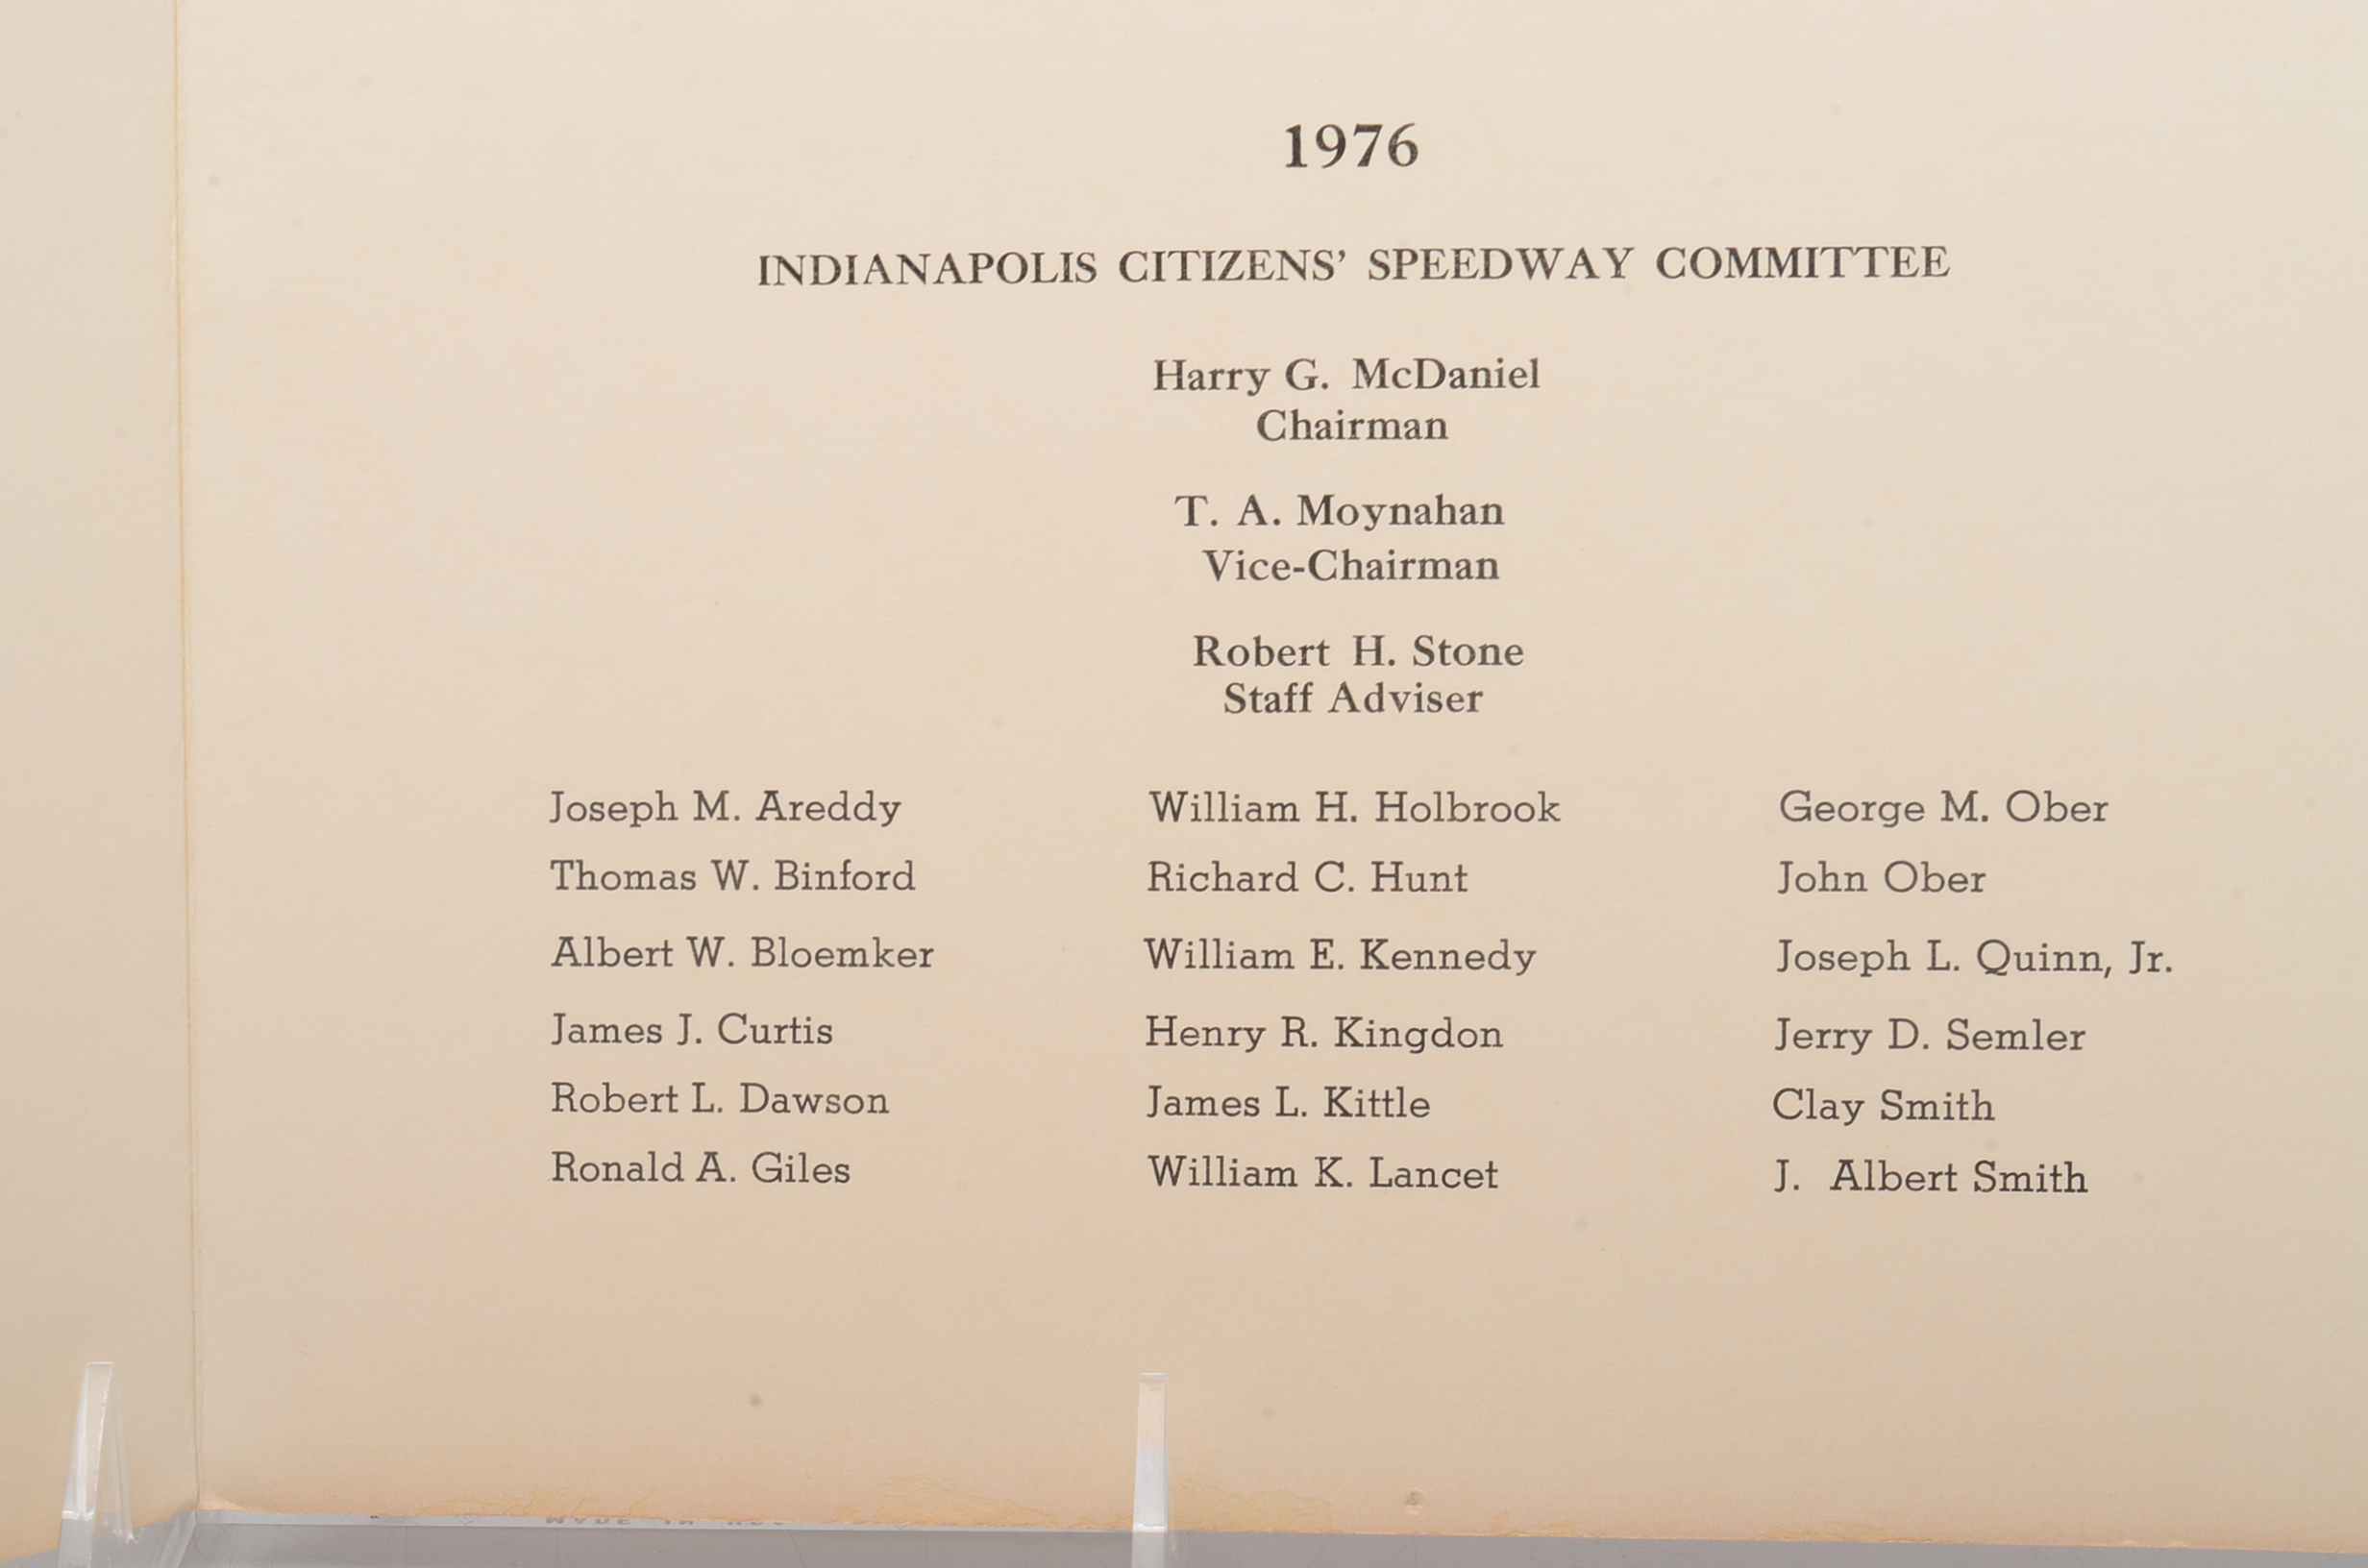 1976
INDIANAPOLIS CITIZENS' SPEEDWAY COMMITTEE
Harry G. McDaniel
Chairman
T. A. Moynahan
Vice-Chairman
Robert H. Stone
Staff Adviser
Joseph M. Areddy
Thomas W. Binford
Albert W. Bloemker
James J. Curtis
Robert L. Dawson
Ronald A. Giles
William H. Holbrook
Richard C. Hunt
William E. Kennedy
Henry R. Kingdon
James L. Kittle
William K. Lancet
George M. Ober
John Ober
Joseph L. Quinn, Jr.
Jerry D. Semler
Clay Smith
J. Albert Smith